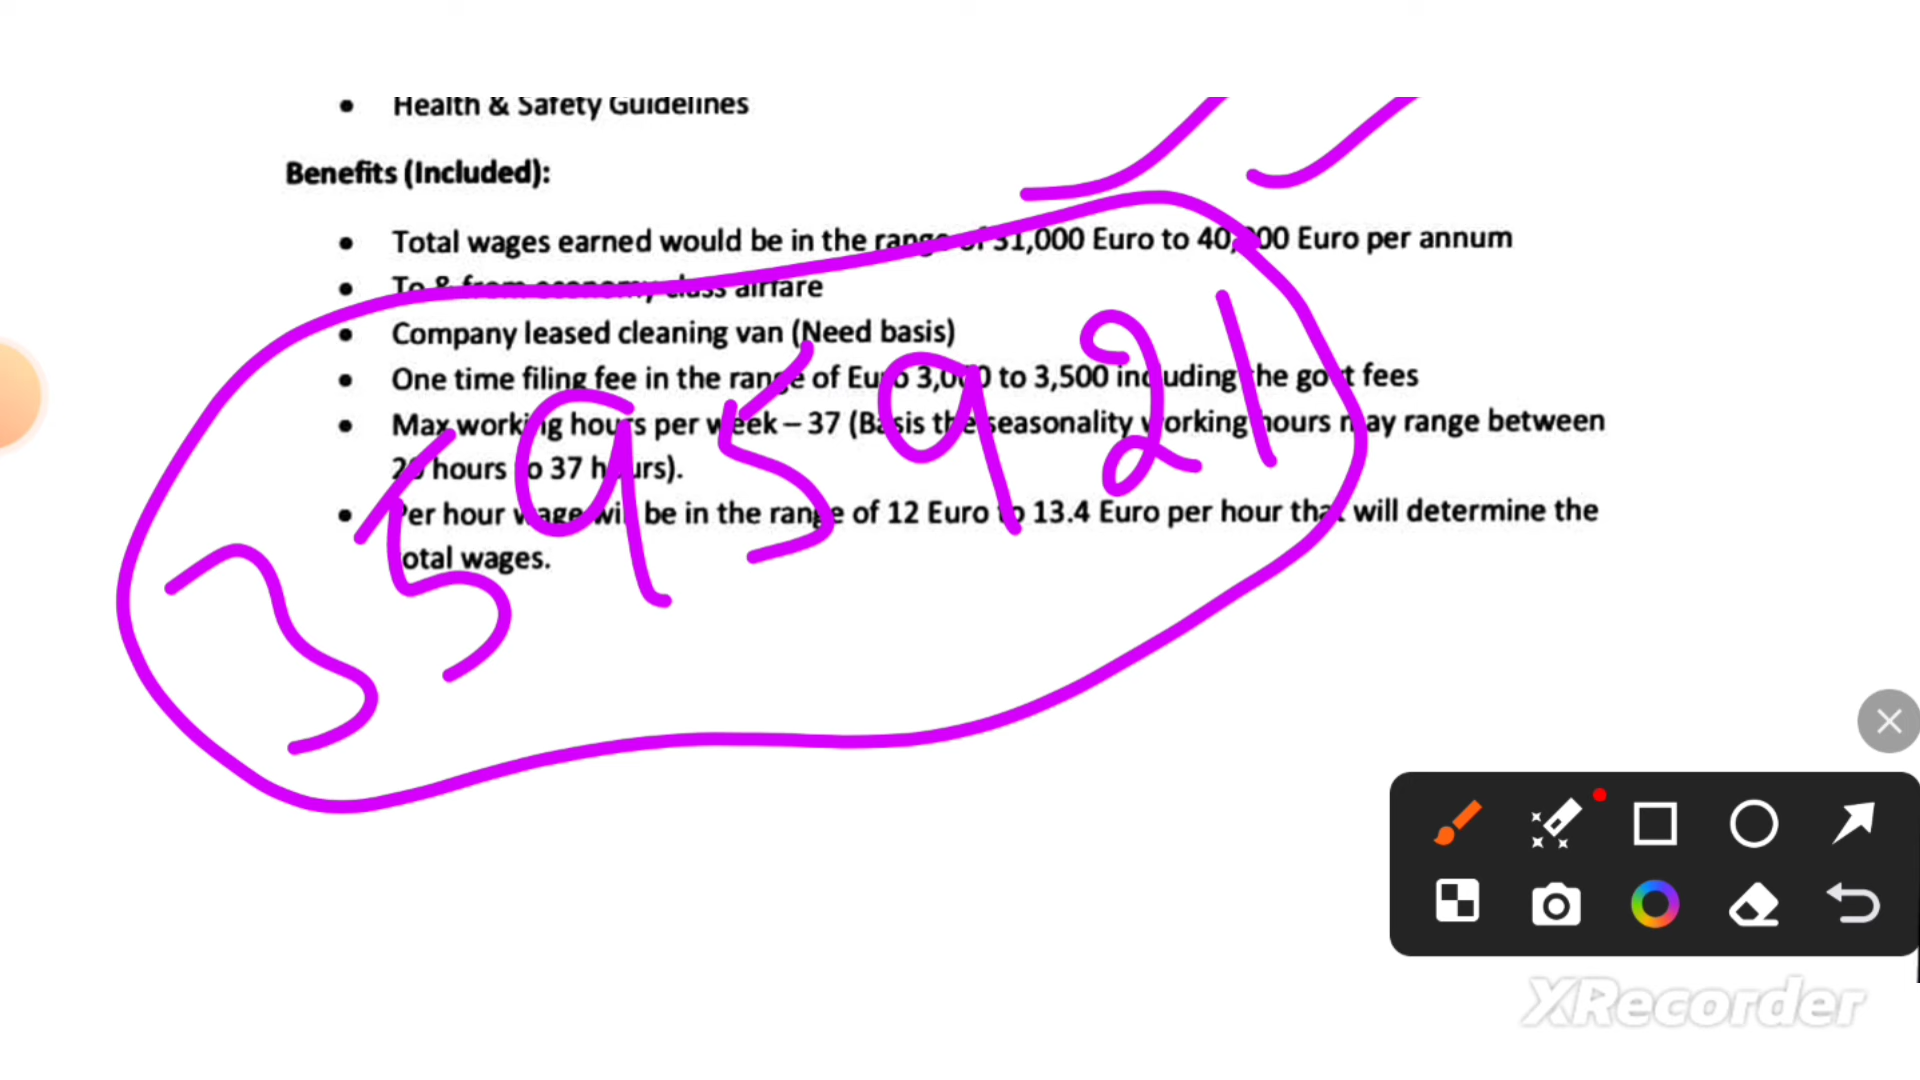 Health & Safety Guidelines
Benefits (Included):
Total wages earned would be in the range of 31,000 Euro to 40,000 Euro per annum
To & from economy class airfare
Company leased cleaning van (Need basis)
One time filing fee in the range of Euro 3,000 to 3,500 including the govt fees
Max working hours per week – 37 (Basis the seasonality working hours may range between
20 hours to 37 hours).
Per hour wage will be in the range of 12 Euro to 13.4 Euro per hour that will determine the
total wages.
3595921
XRecorder